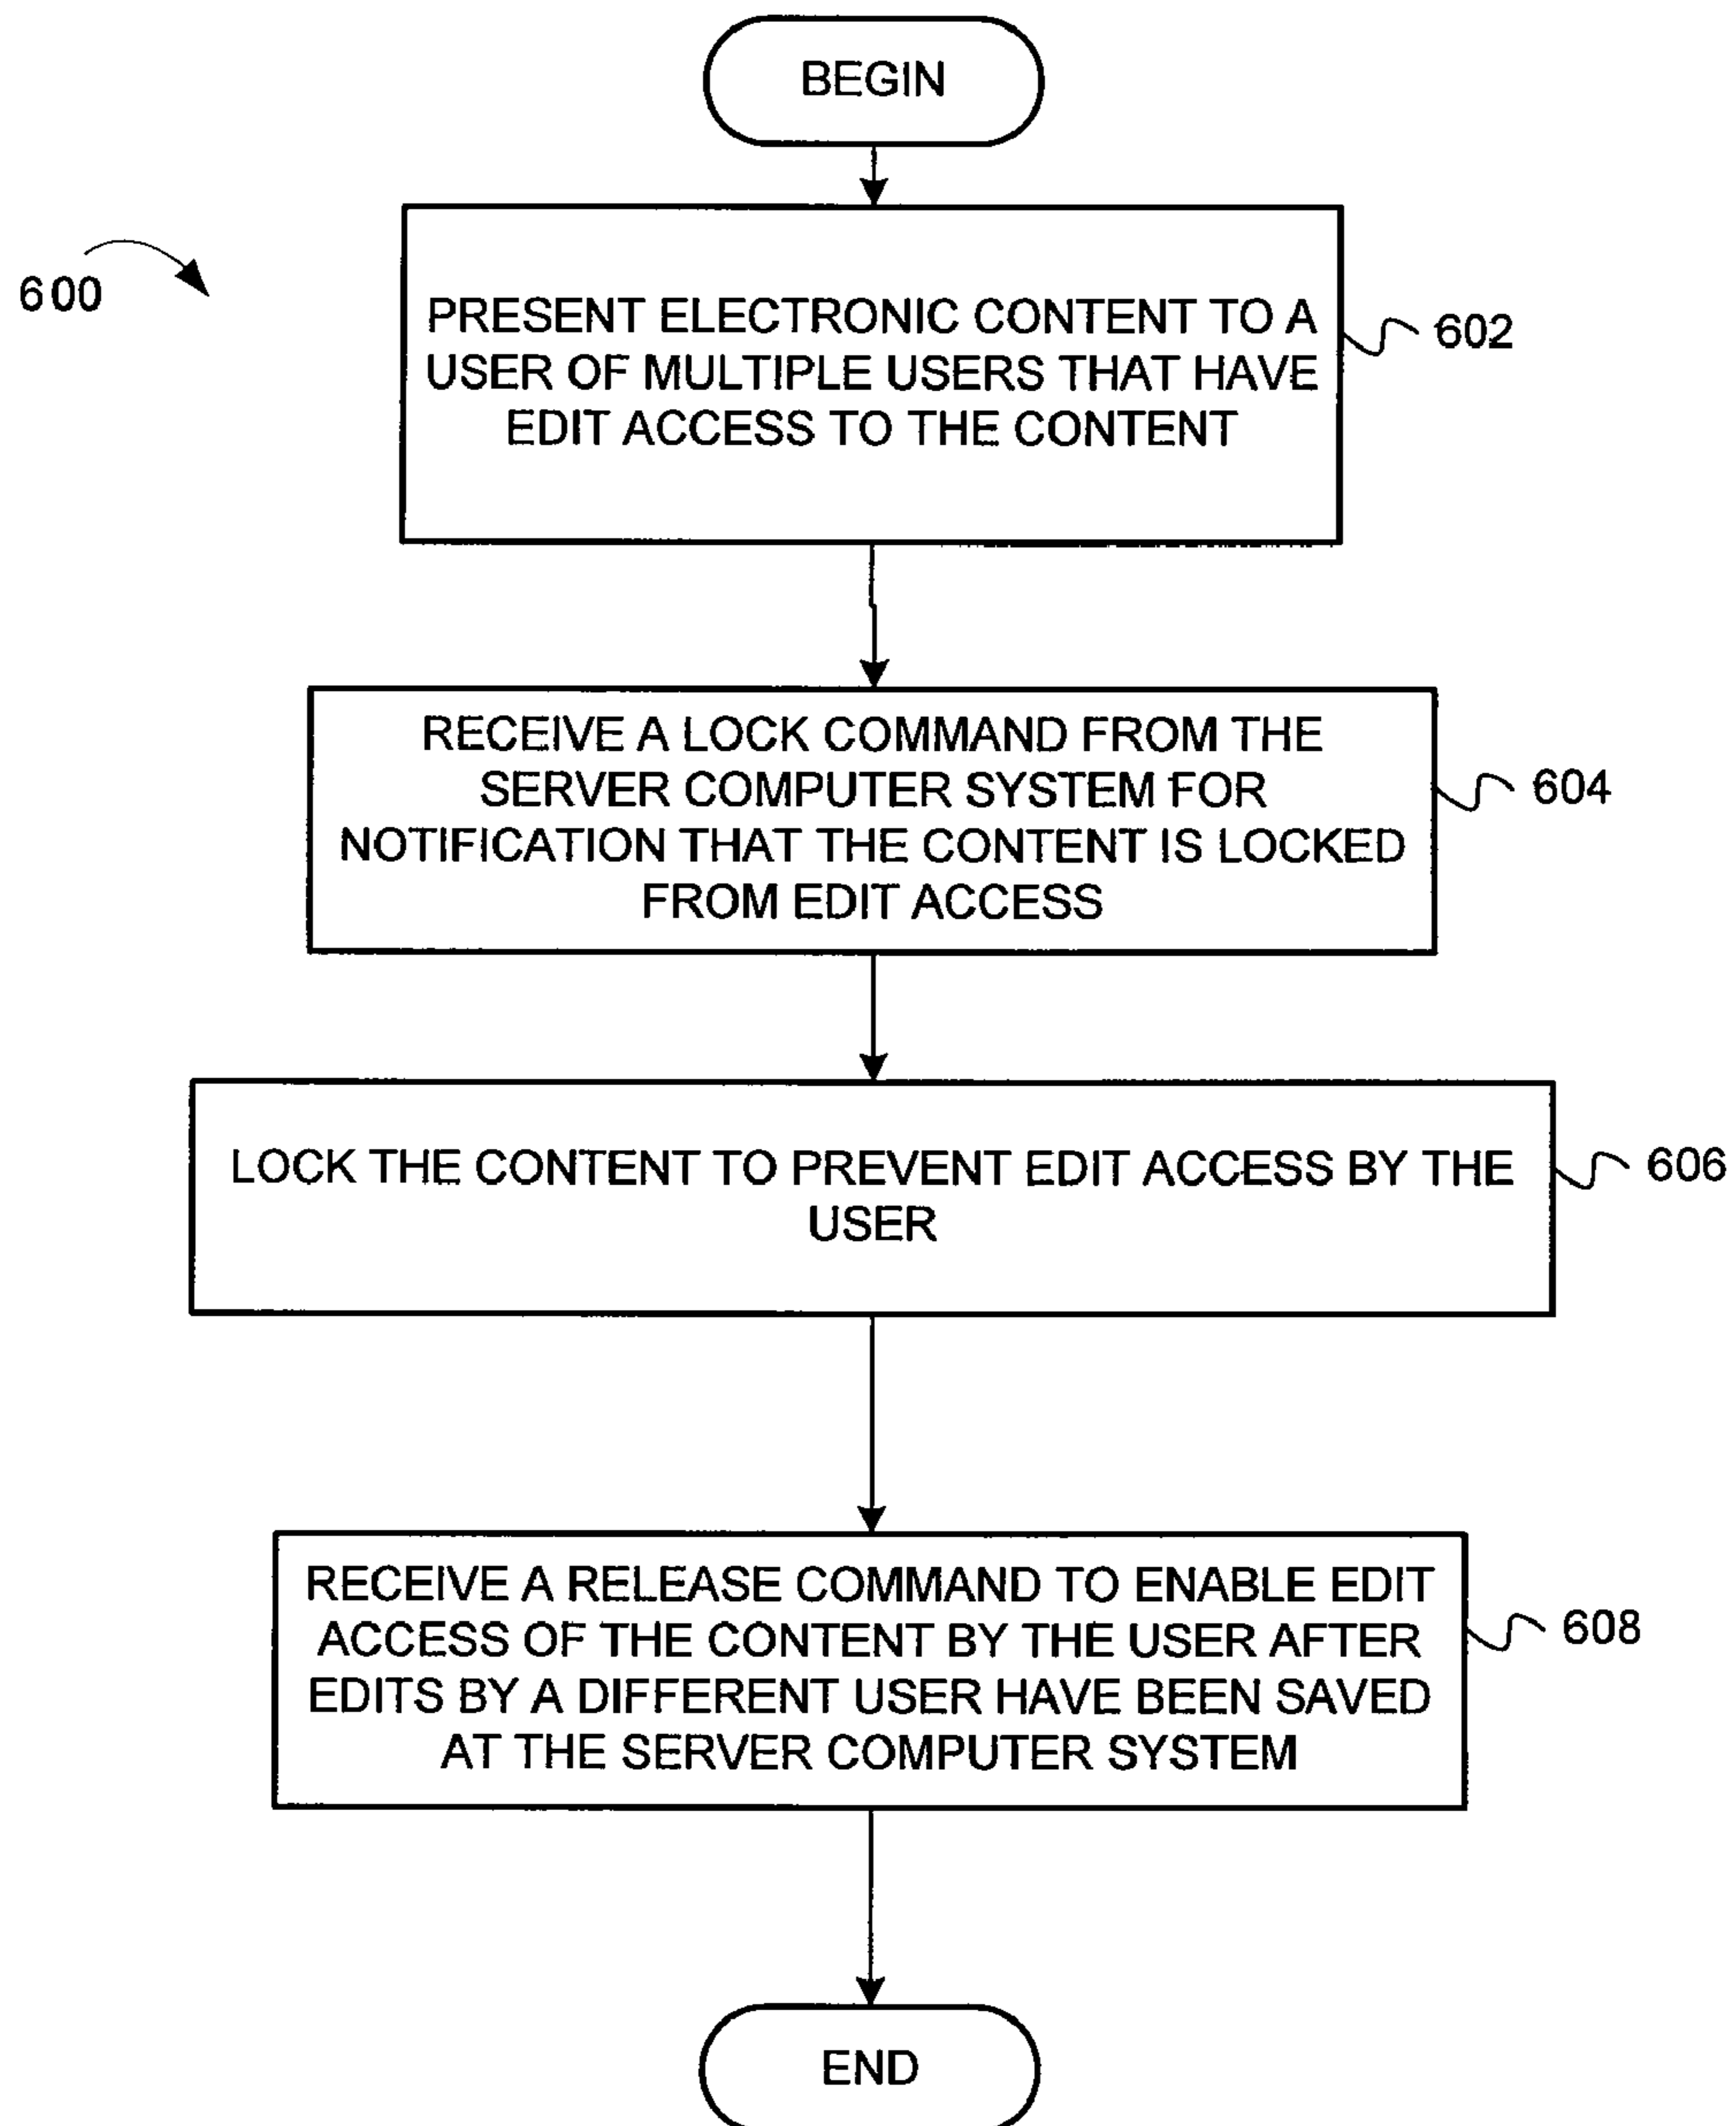 BEGIN
600
PRESENT ELECTRONIC CONTENT TO A
USER OF MULTIPLE USERS THAT HAVE
EDIT ACCESS TO THE CONTENT
602
RECEIVE A LOCK COMMAND FROM THE
SERVER COMPUTER SYSTEM FOR
NOTIFICATION THAT THE CONTENT IS LOCKED
FROM EDIT ACCESS
604
LOCK THE CONTENT TO PREVENT EDIT ACCESS BY THE
USER
606
RECEIVE A RELEASE COMMAND TO ENABLE EDIT
ACCESS OF THE CONTENT BY THE USER AFTER
EDITS BY A DIFFERENT USER HAVE BEEN SAVED
AT THE SERVER COMPUTER SYSTEM
608
END